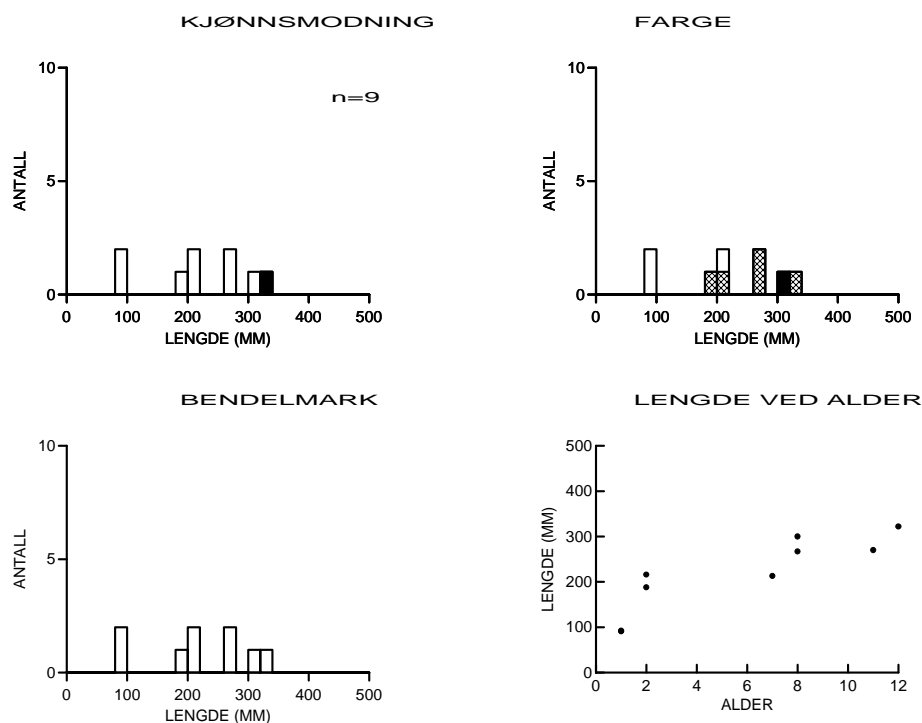 KJØNNSMODNING
10
n=9
ANTALL
5
0
0 100 200 300 400 500
LENGDE (MM)
FARGE
10
ANTALL
5
0
0 100 200 300 400 500
LENGDE (MM)
BENDELMARK
10
ANTALL
5
0
0 100 200 300 400 500
LENGDE (MM)
LENGDE VED ALDER
500
400
LENGDE (MM)
300
200
100
0
0 2 4 6 8 10 12
ALDER